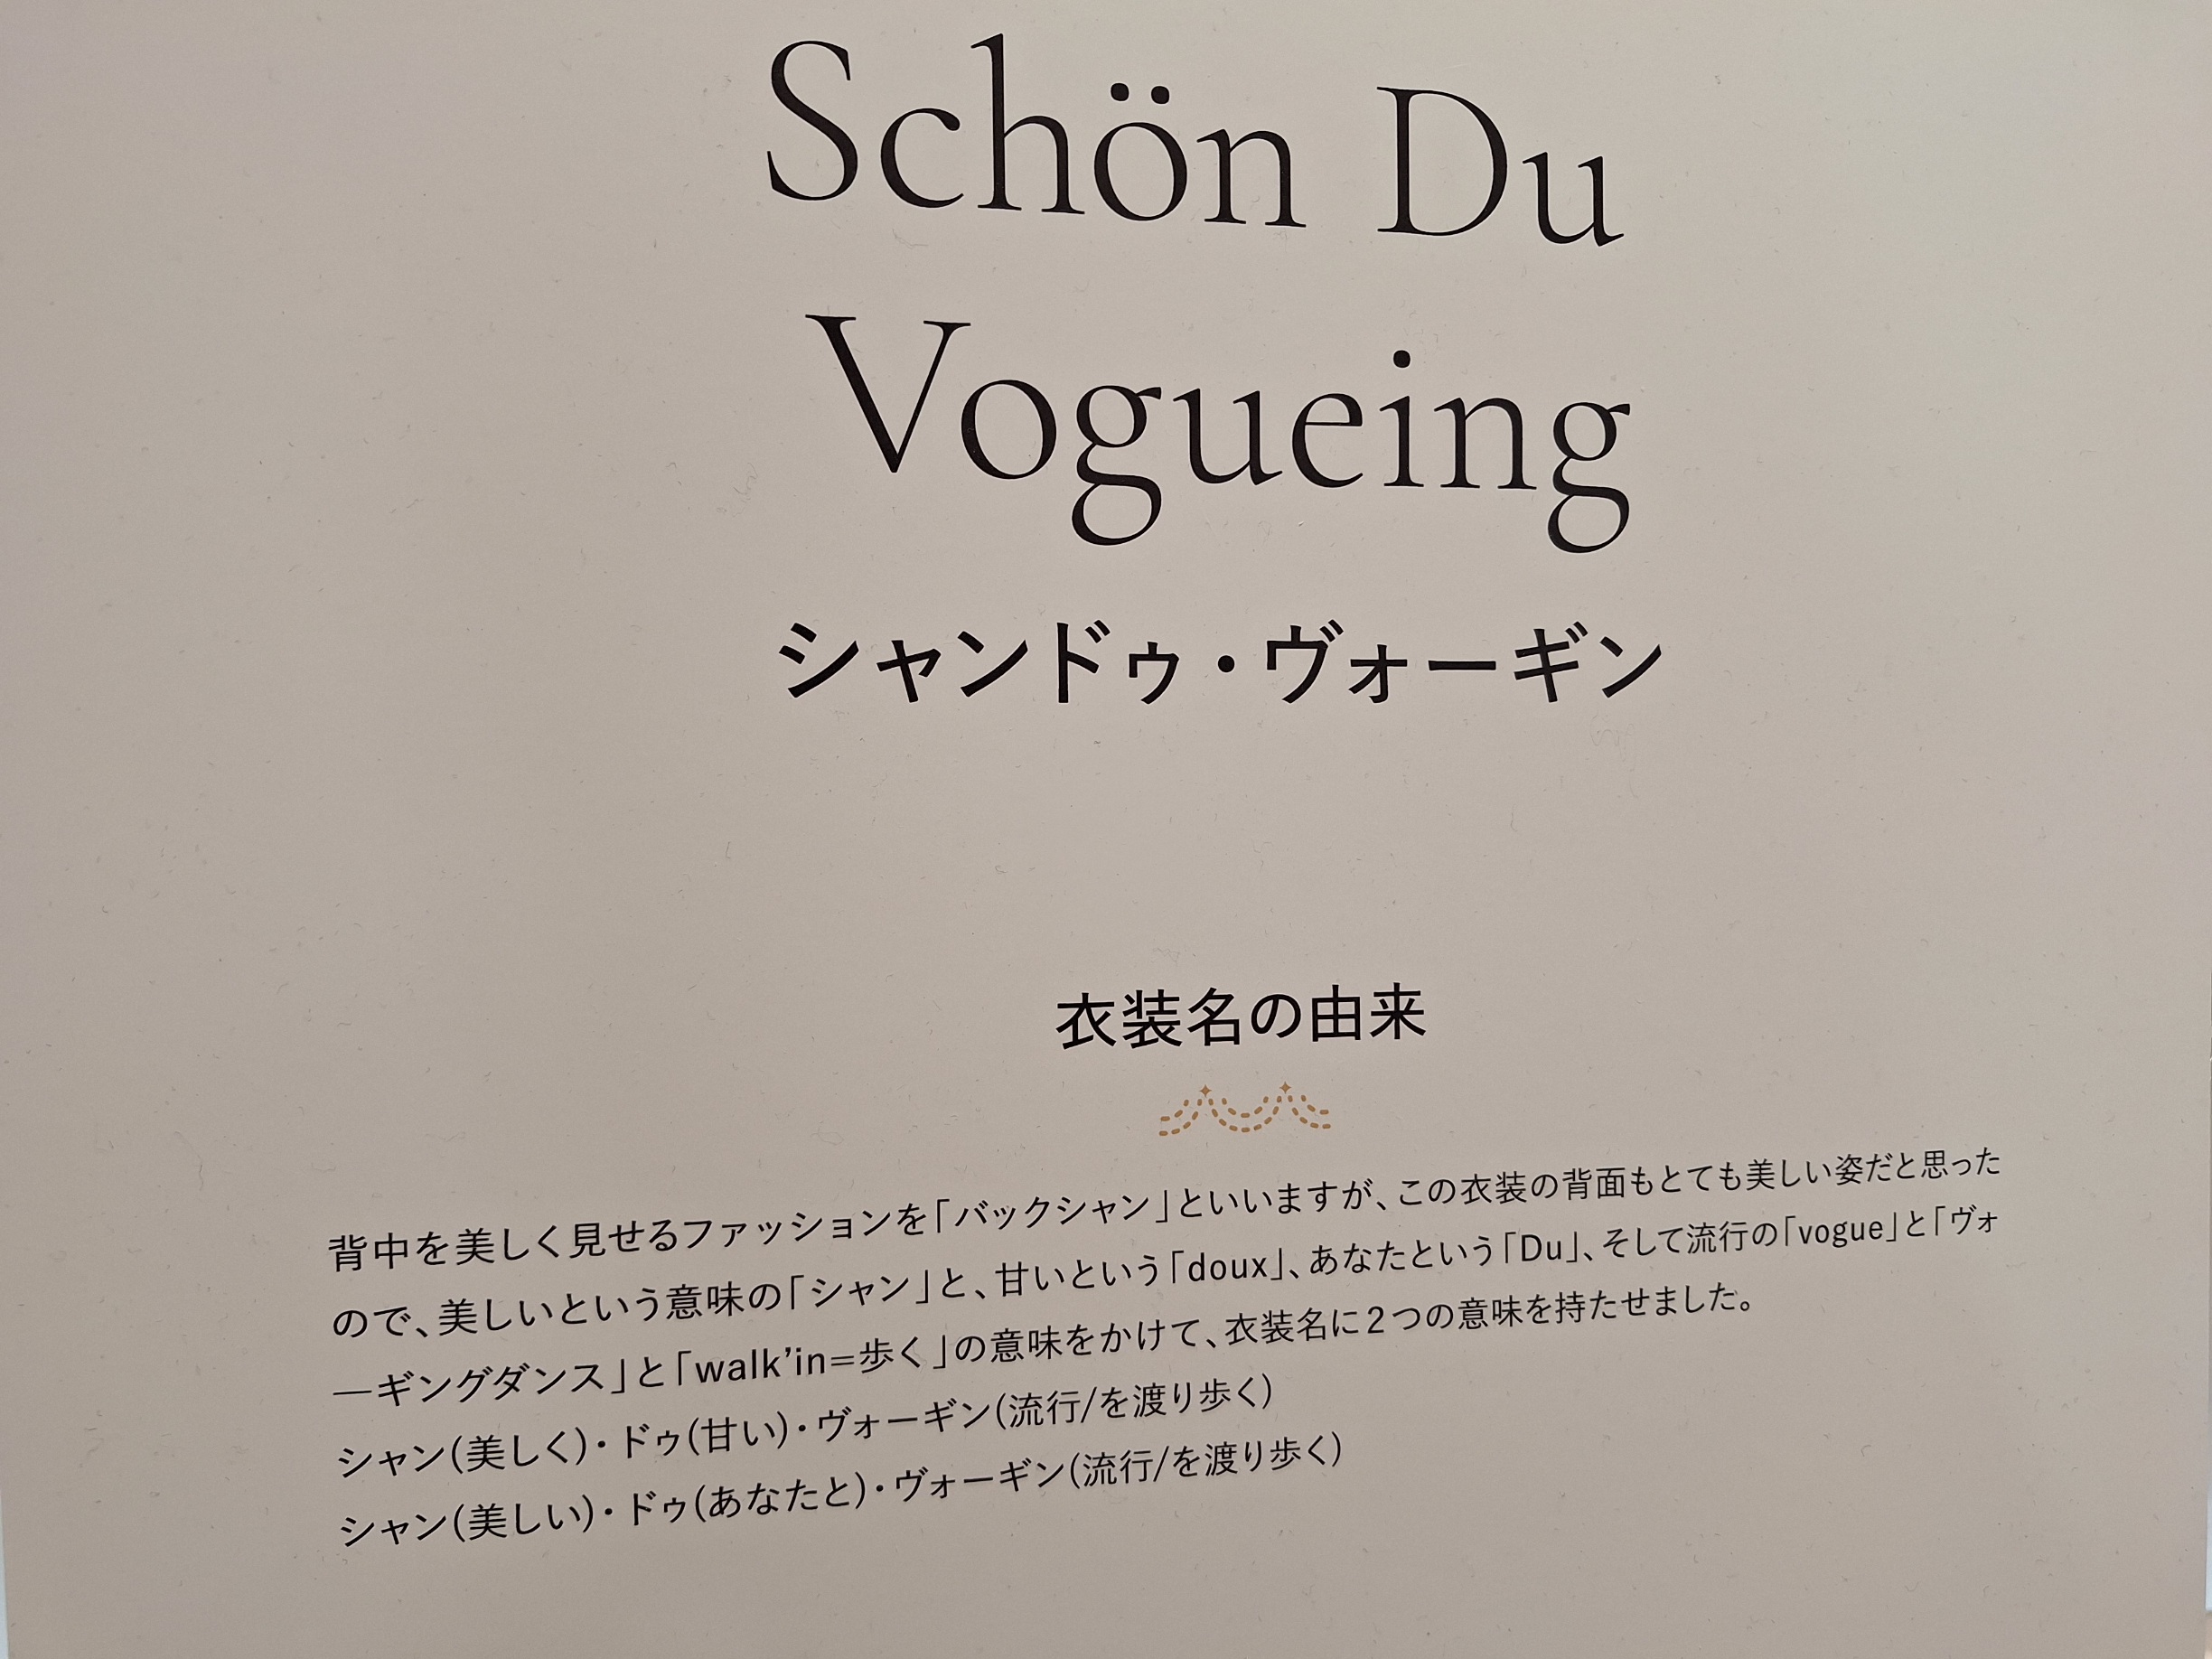 Schön Du
Vogueing
シャンドゥ・ヴォーギン
衣装名の由来
背中を美しく見せるファッションを「バックシャン」といいますが、この衣装の背面もとても美しい姿だと思った
ので、美しいという意味の「シャン」と、甘いという「doux」、あなたという「Du」、そして流行の「vogue」と「ヴォ
―ギングダンス」と「walk’in=歩く」の意味をかけて、衣装名に2つの意味を持たせました。
シャン(美しく)・ドゥ(甘い)・ヴォーギン(流行/を渡り歩く)
シャン(美しい)・ドゥ(あなたと)・ヴォーギン(流行/を渡り歩く)